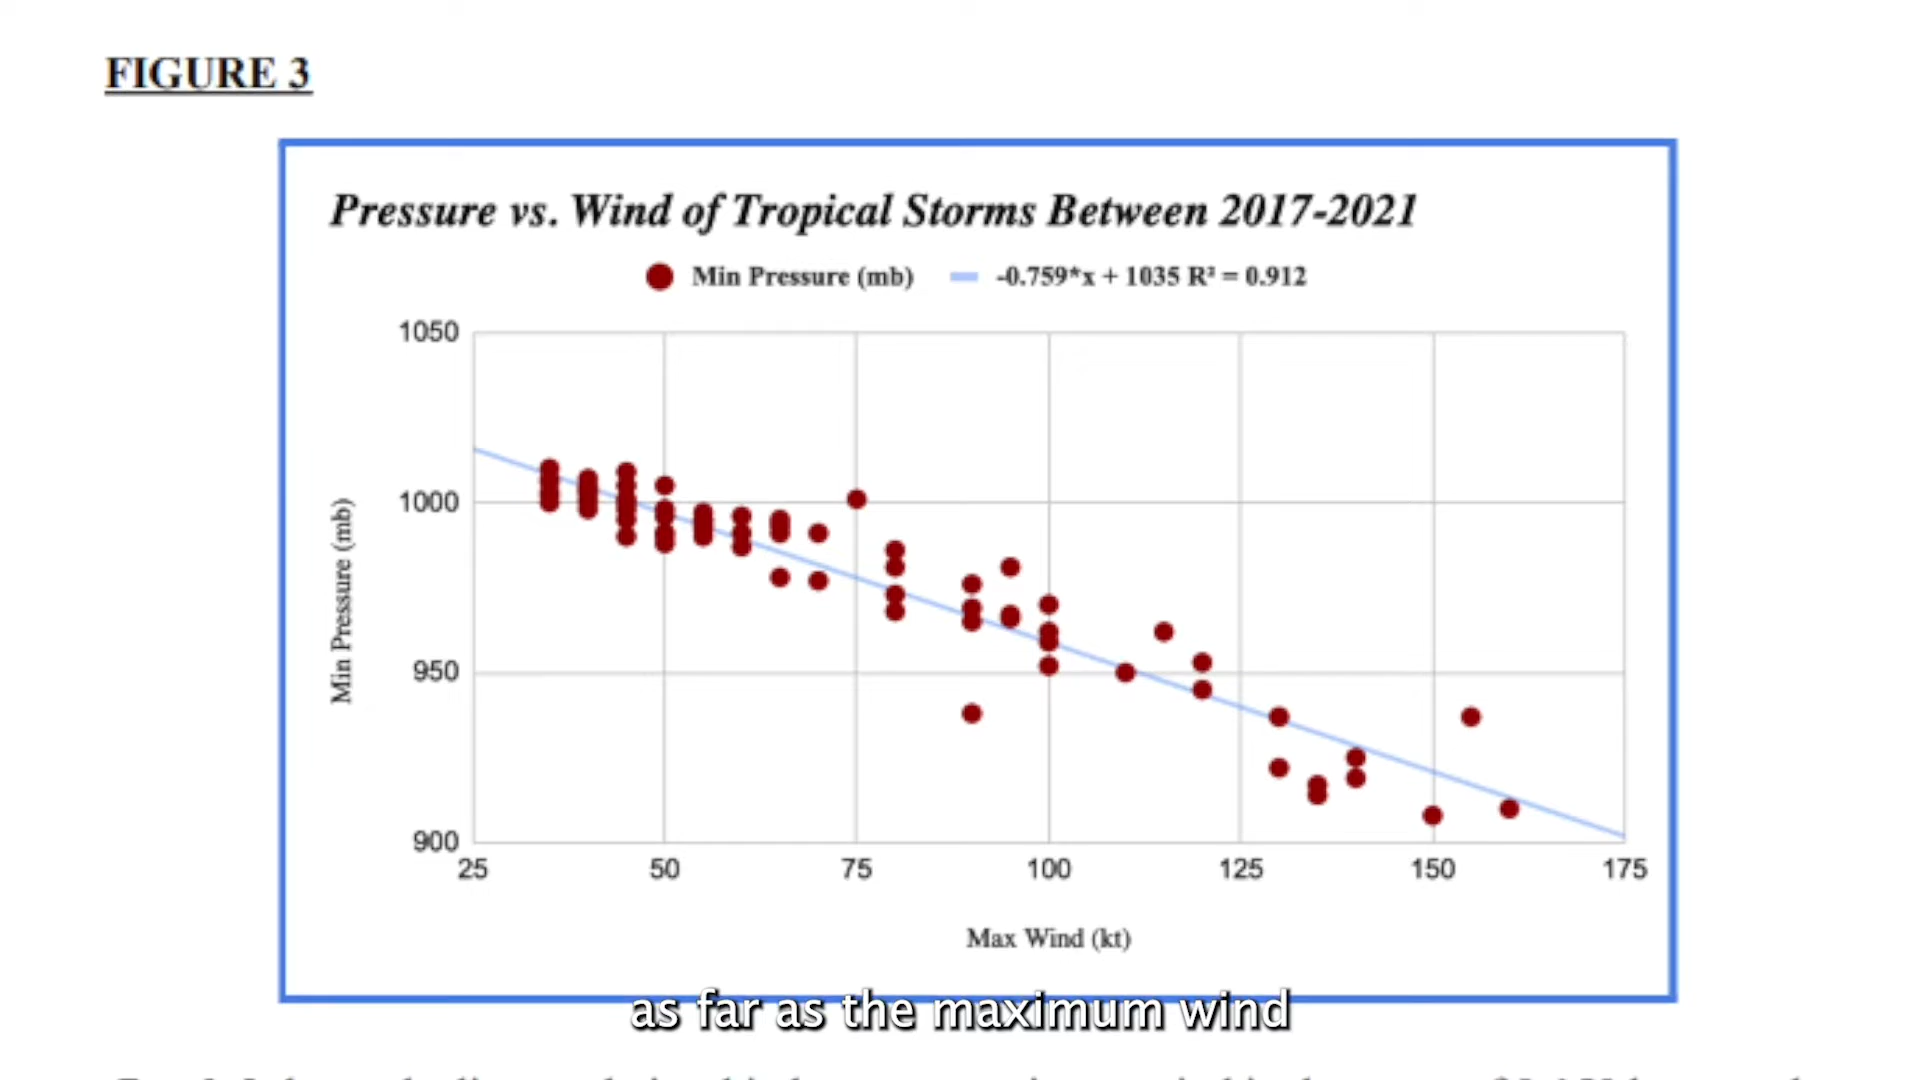 FIGURE 3
Pressure vs. Wind of Tropical Storms Between 2017-2021
Min Pressure (mb) -0.759*x + 1035 R² = 0.912
1050
1000
950
900
Min Pressure (mb)
25 50 75 100 125 150 175
Max Wind (kt)
as far as the maximum wind